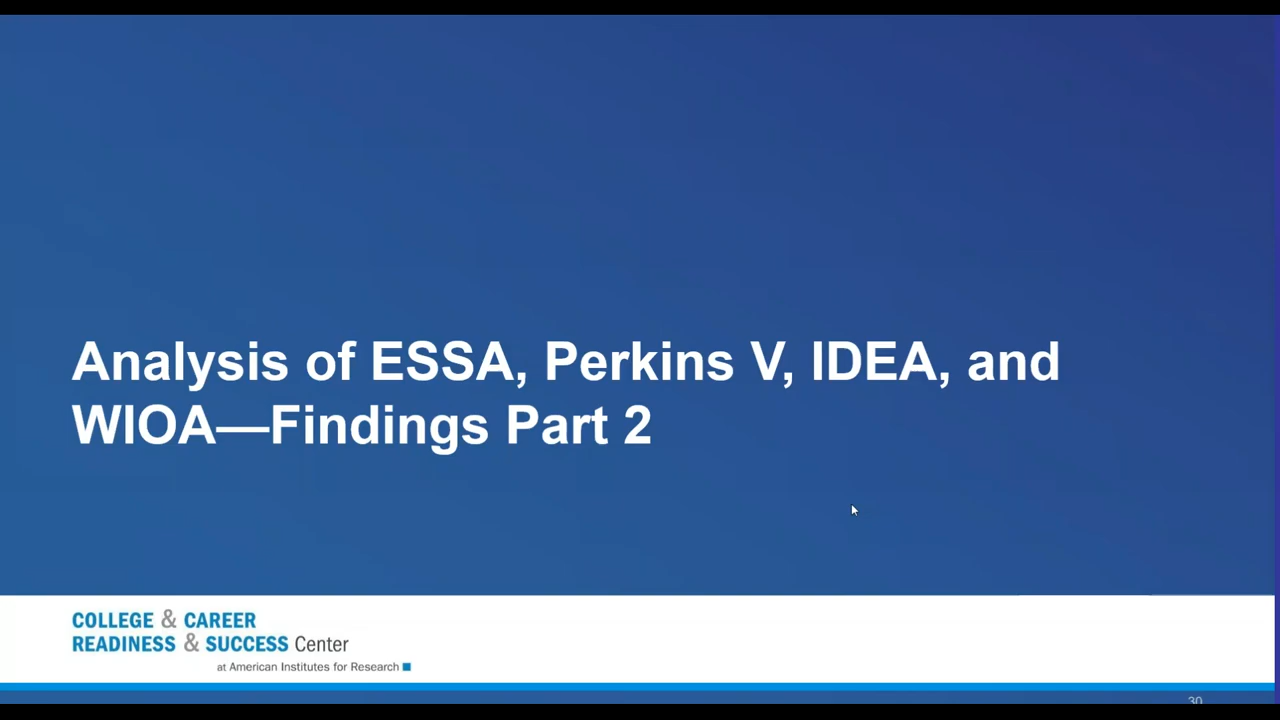 Analysis of ESSA, Perkins V, IDEA, and
WIOA—Findings Part 2
COLLEGE & CAREER
READINESS & SUCCESS Center
at American Institutes for Research
30